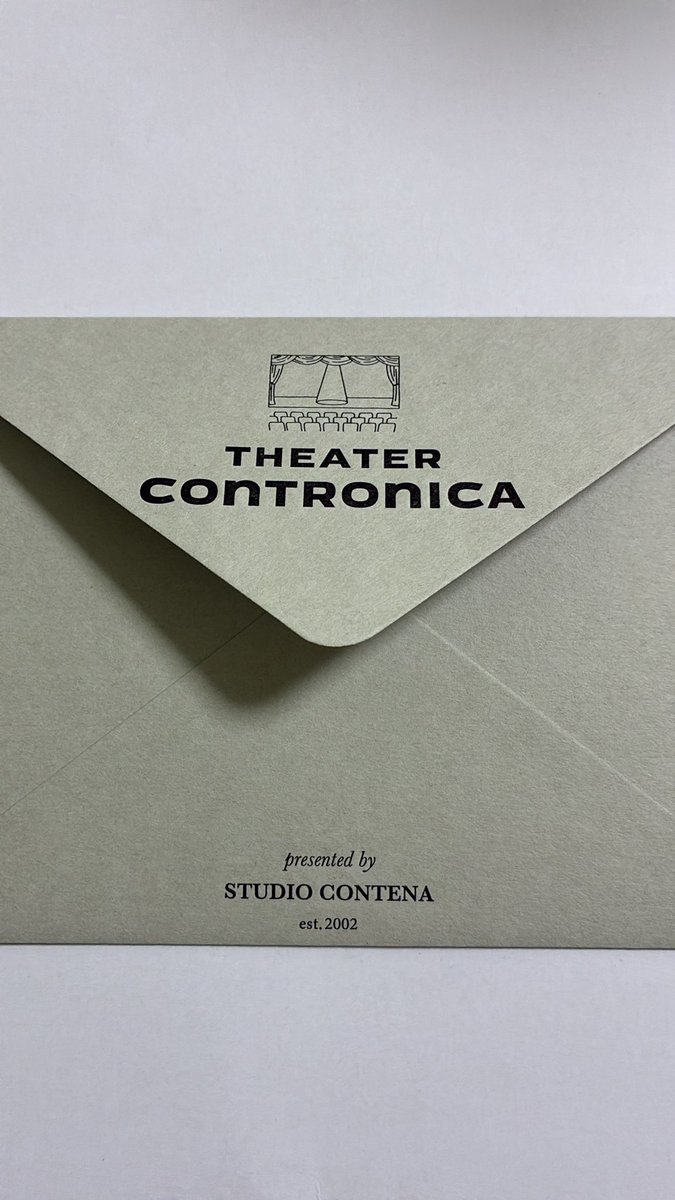 THEATER
CONTRONICA
presented by
STUDIO CONTENA
est.2002